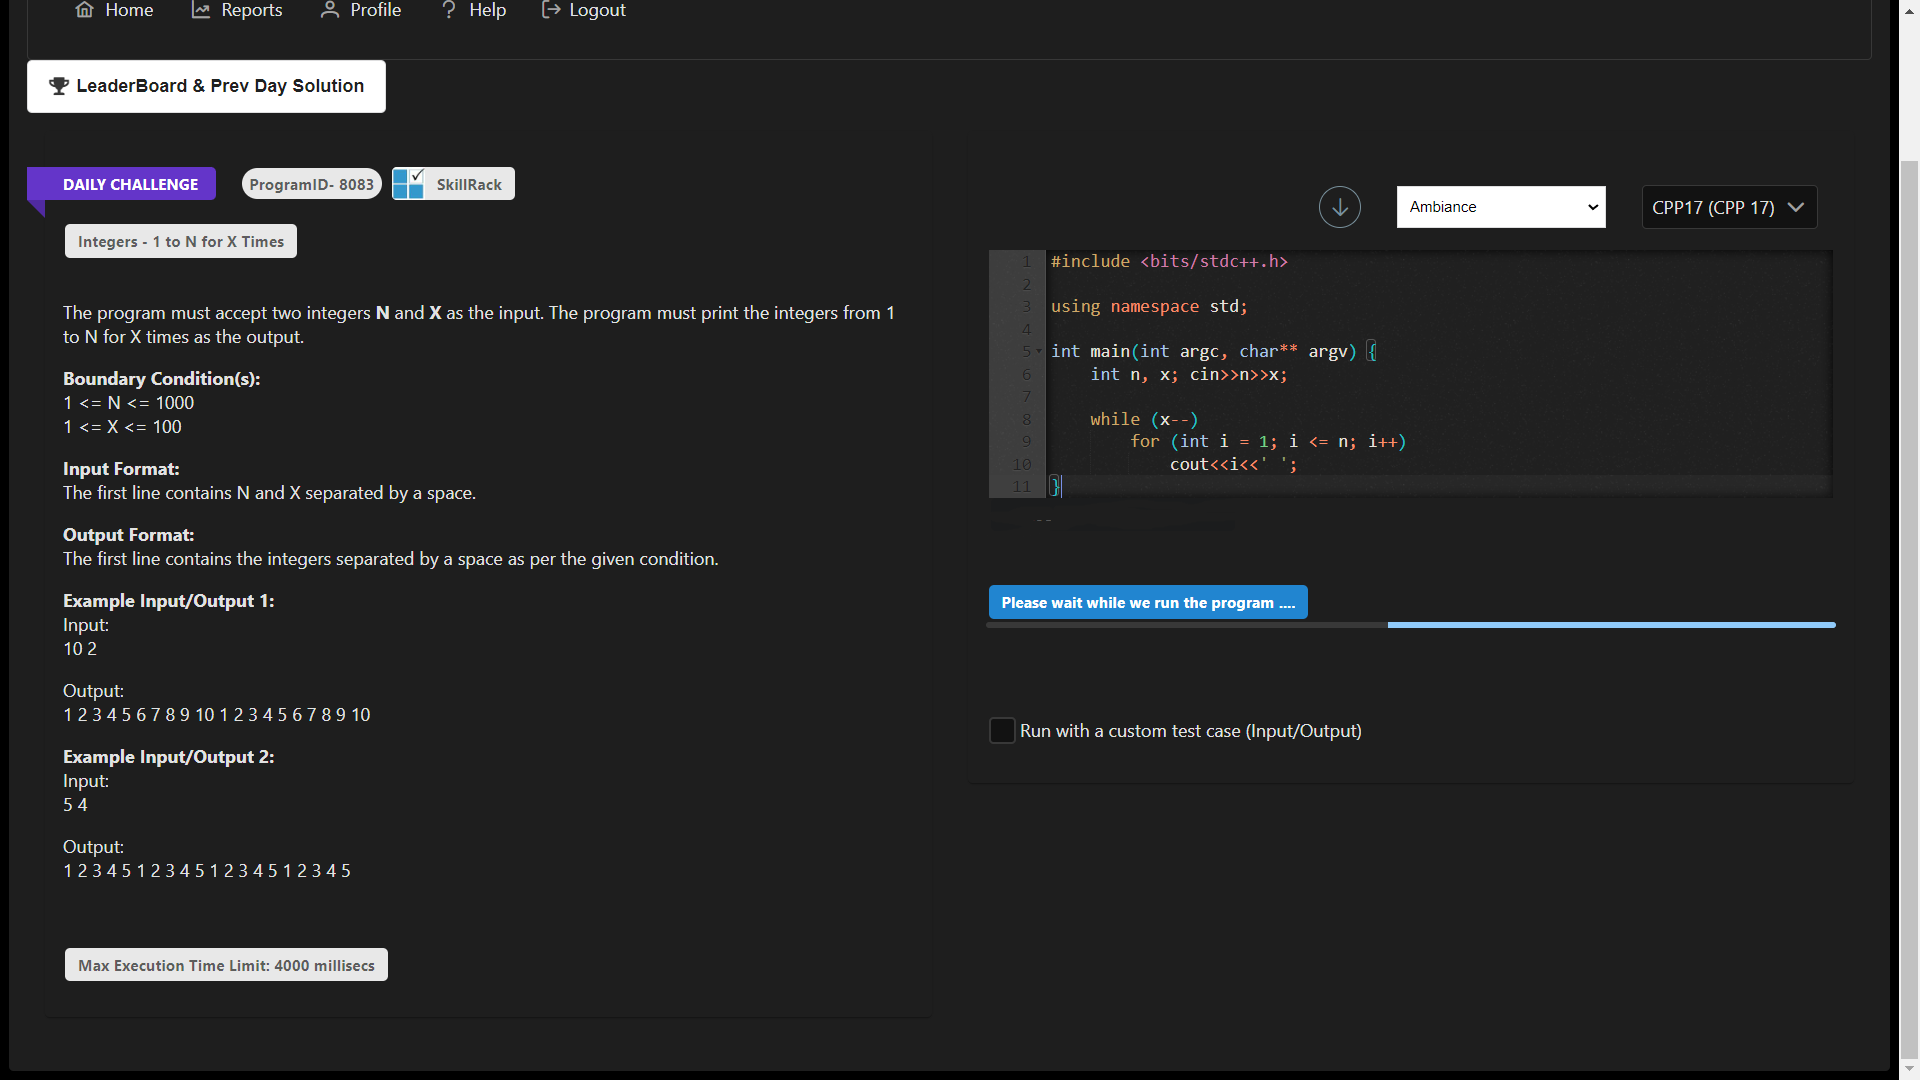 Home Reports Profile ? Help Logout
LeaderBoard & Prev Day Solution
DAILY CHALLENGE
ProgramID- 8083
SkillRack
Integers - 1 to N for X Times
The program must accept two integers N and X as the input. The program must print the integers from 1
to N for X times as the output.
Boundary Condition(s):
1 <= N <= 1000
1 <= X <= 100
Input Format:
The first line contains N and X separated by a space.
Output Format:
The first line contains the integers separated by a space as per the given condition.
Example Input/Output 1:
Input:
10 2
Output:
1 2 3 4 5 6 7 8 9 10 1 2 3 4 5 6 7 8 9 10
Example Input/Output 2:
Input:
5 4
Output:
1 2 3 4 5 1 2 3 4 5 1 2 3 4 5 1 2 3 4 5
Max Execution Time Limit: 4000 millisecs
Ambiance
CPP17 (CPP 17)
1 #include <bits/stdc++.h>
2
3 using namespace std;
4
5 int main(int argc, char** argv) {
6     int n, x; cin>>n>>x;
7
8     while (x--)
9         for (int i = 1; i <= n; i++)
10             cout<<i<<' ';
11 }
--
Please wait while we run the program ....
Run with a custom test case (Input/Output)